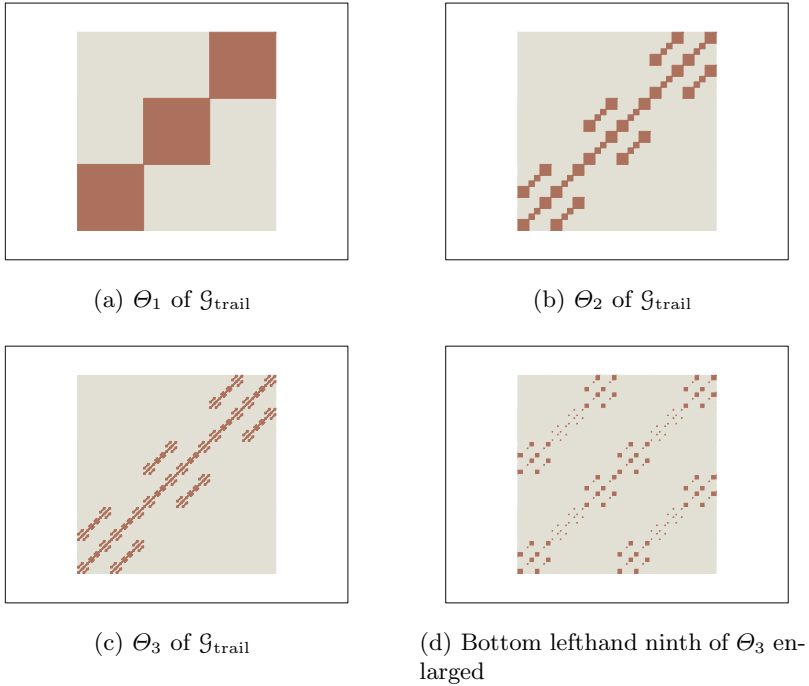 (a) Θ₁ of 𝒢trail
(b) Θ₂ of 𝒢trail
(c) Θ₃ of 𝒢trail
(d) Bottom lefthand ninth of Θ₃ en-
larged